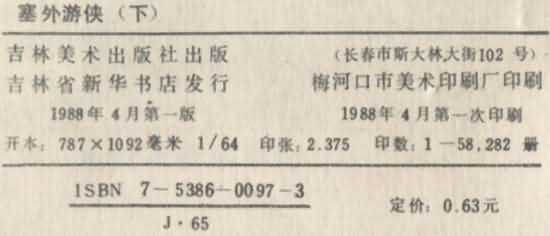 塞外游侠（下）
吉林美术出版社出版 （长春市斯大林大街102号）
吉林省新华书店发行 梅河口市美术印刷厂印刷
1988年4月第一版 1988年4月第一次印刷
开本：787×1092毫米 1/64 印张：2.375 印数：1—58,282 册
ISBN 7—5386—0097—3
J·65
定价：0.63元